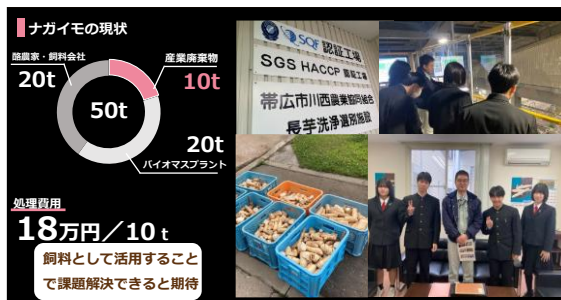 ナガイモの現状
酪農家・飼料会社
20t
産業廃棄物
10t
50t
20t
バイオマスプラント
処理費用
18万円／10t
飼料として活用すること
で課題解決できると期待
SQF 認証工場
SGS HACCP 認証工場
帯広市川西農業協同組合
長芋洗浄選別施設